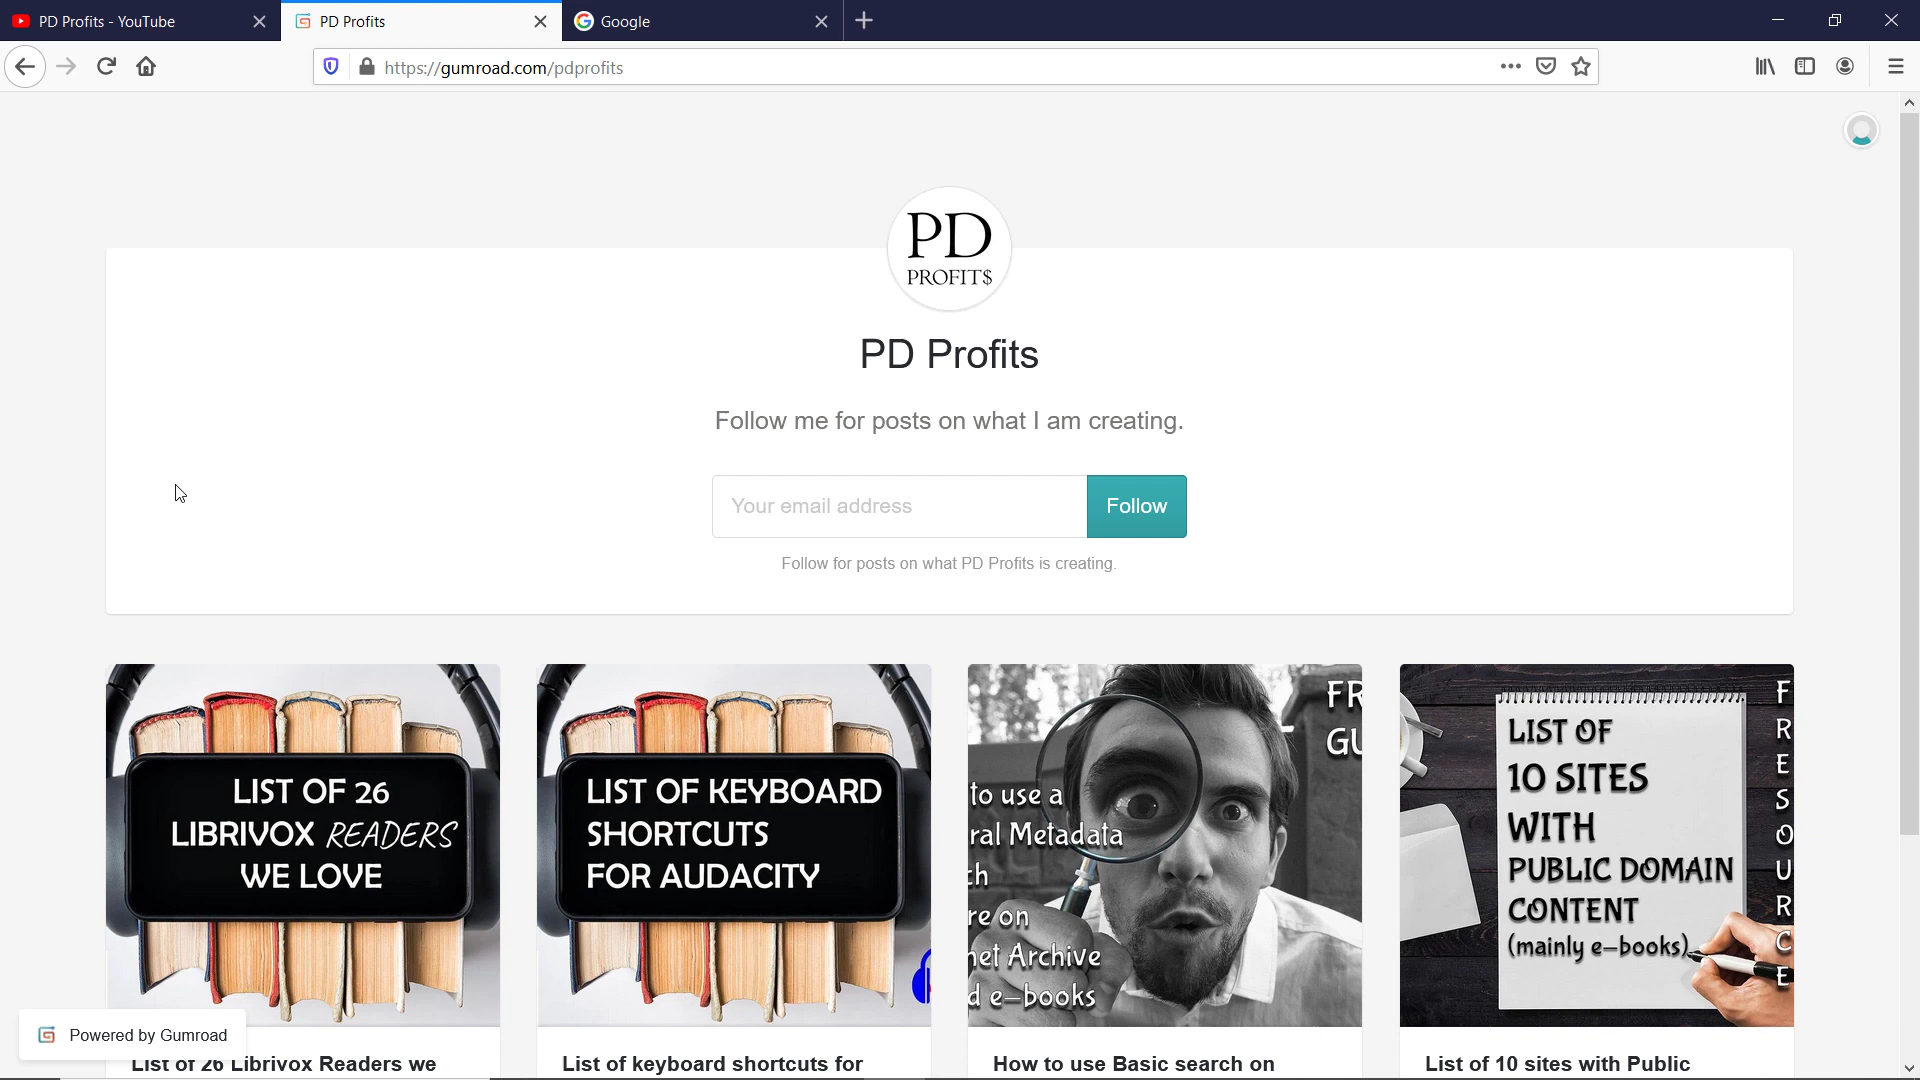 PD Profits - YouTube
PD Profits
Google
https://gumroad.com/pdprofits
PD
PROFIT$
PD Profits
Follow me for posts on what I am creating.
Your email address
Follow
Follow for posts on what PD Profits is creating.
LIST OF 26
LIBRIVOX READERS
WE LOVE
LIST OF KEYBOARD
SHORTCUTS
FOR AUDACITY
FR
GU
to use a
ral Metadata
ch
re on
net Archive
d e-books
LIST OF
10 SITES
WITH
PUBLIC DOMAIN
CONTENT
(mainly e-books)
F
R
E
S
O
U
R
C
E
Powered by Gumroad
List of 26 Librivox Readers we
List of keyboard shortcuts for
How to use Basic search on
List of 10 sites with Public